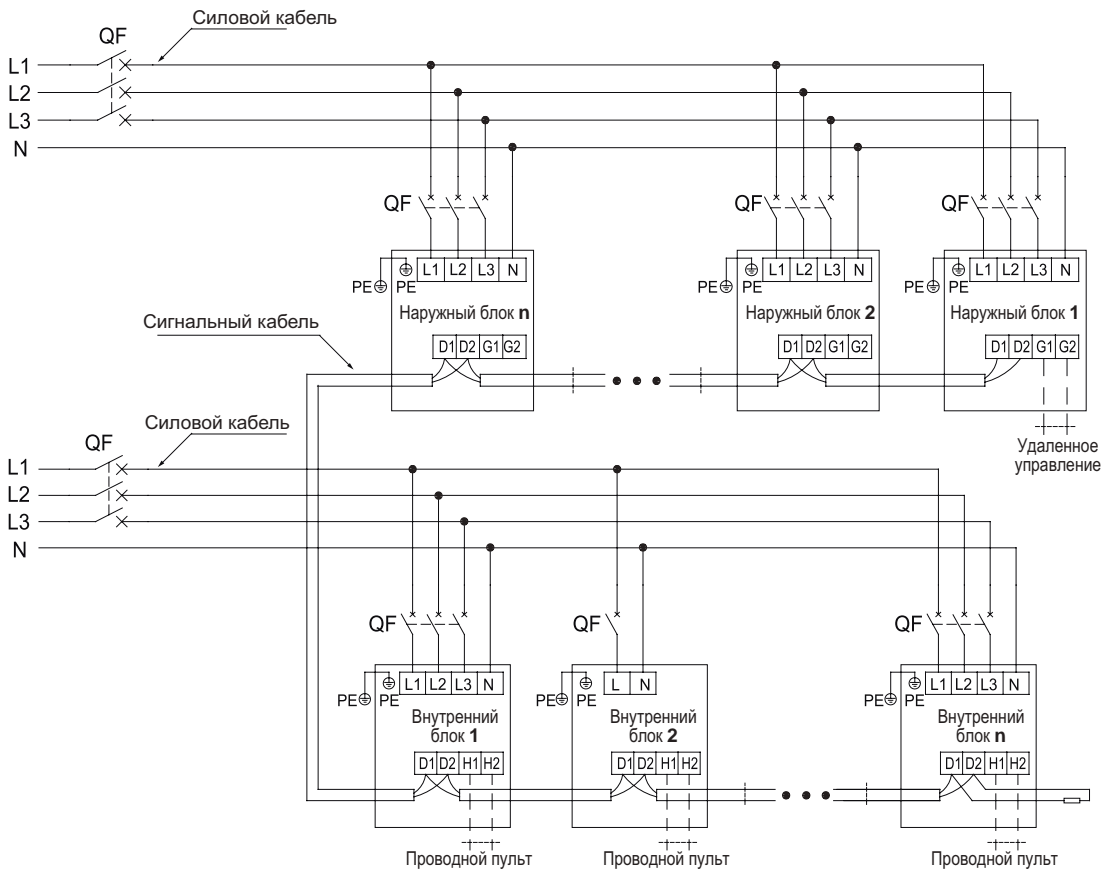 Силовой кабель
QF
L1
L2
L3
N
QF
QF
QF
L1 L2 L3 N
L1 L2 L3 N
L1 L2 L3 N
PE PE
PE PE
PE PE
Наружный блок n
Наружный блок 2
Наружный блок 1
Сигнальный кабель
D1 D2 G1 G2
D1 D2 G1 G2
D1 D2 G1 G2
Силовой кабель
Удаленное
управление
QF
L1
L2
L3
N
QF
QF
QF
L1 L2 L3 N
L N
L1 L2 L3 N
PE PE
PE PE
PE PE
Внутренний
блок 1
Внутренний
блок 2
Внутренний
блок n
D1 D2 H1 H2
D1 D2 H1 H2
D1 D2 H1 H2
Проводной пульт
Проводной пульт
Проводной пульт